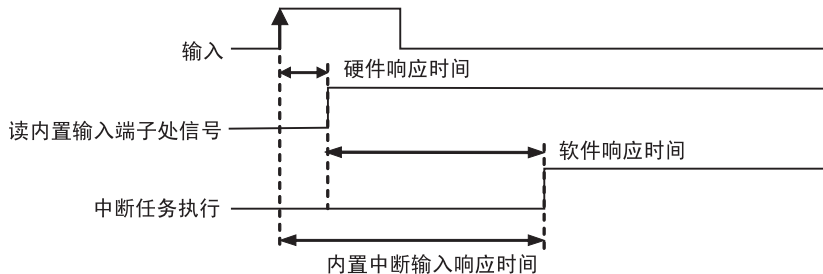 输入
硬件响应时间
读内置输入端子处信号
软件响应时间
中断任务执行
内置中断输入响应时间